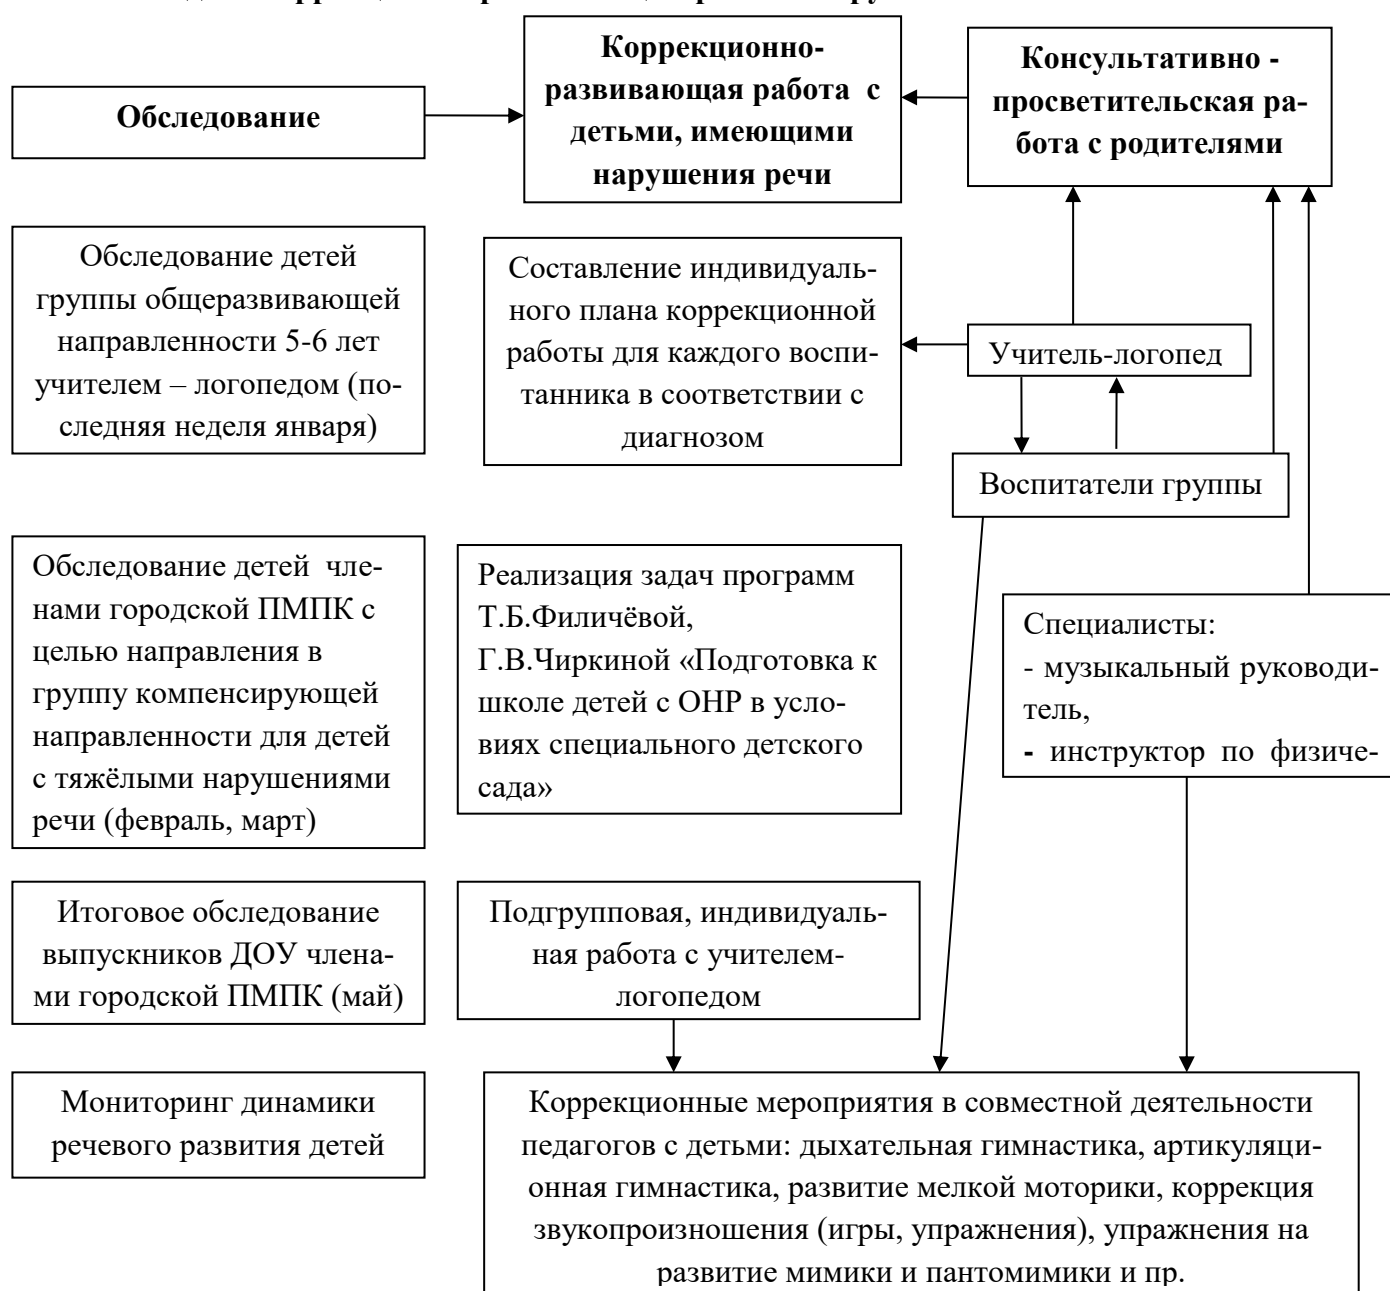 Коррекционно-
развивающая работа с
детьми, имеющими
нарушения речи
Консультативно -
просветительская ра-
бота с родителями
Обследование
Обследование детей
группы общеразвивающей
направленности 5-6 лет
учителем – логопедом (по-
следняя неделя января)
Составление индивидуаль-
ного плана коррекционной
работы для каждого воспи-
танника в соответствии с
диагнозом
Учитель-логопед
Воспитатели группы
Обследование детей чле-
нами городской ПМПК с
целью направления в
группу компенсирующей
направленности для детей
с тяжёлыми нарушениями
речи (февраль, март)
Реализация задач программ
Т.Б.Филичёвой,
Г.В.Чиркиной «Подготовка к
школе детей с ОНР в усло-
виях специального детского
сада»
Специалисты:
- музыкальный руководи-
тель,
- инструктор по физиче-
Итоговое обследование
выпускников ДОУ члена-
ми городской ПМПК (май)
Подгрупповая, индивидуаль-
ная работа с учителем-
логопедом
Мониторинг динамики
речевого развития детей
Коррекционные мероприятия в совместной деятельности
педагогов с детьми: дыхательная гимнастика, артикуляци-
онная гимнастика, развитие мелкой моторики, коррекция
звукопроизношения (игры, упражнения), упражнения на
развитие мимики и пантомимики и пр.